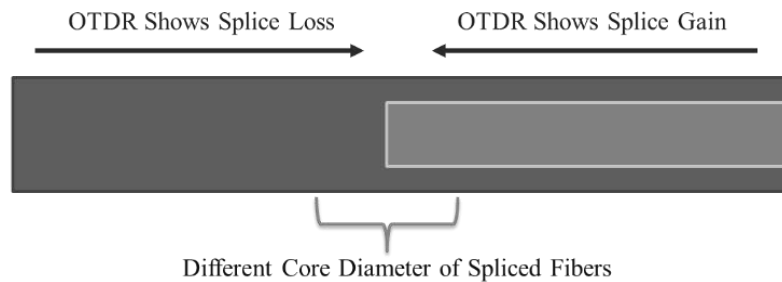 OTDR Shows Splice Loss
OTDR Shows Splice Gain
Different Core Diameter of Spliced Fibers